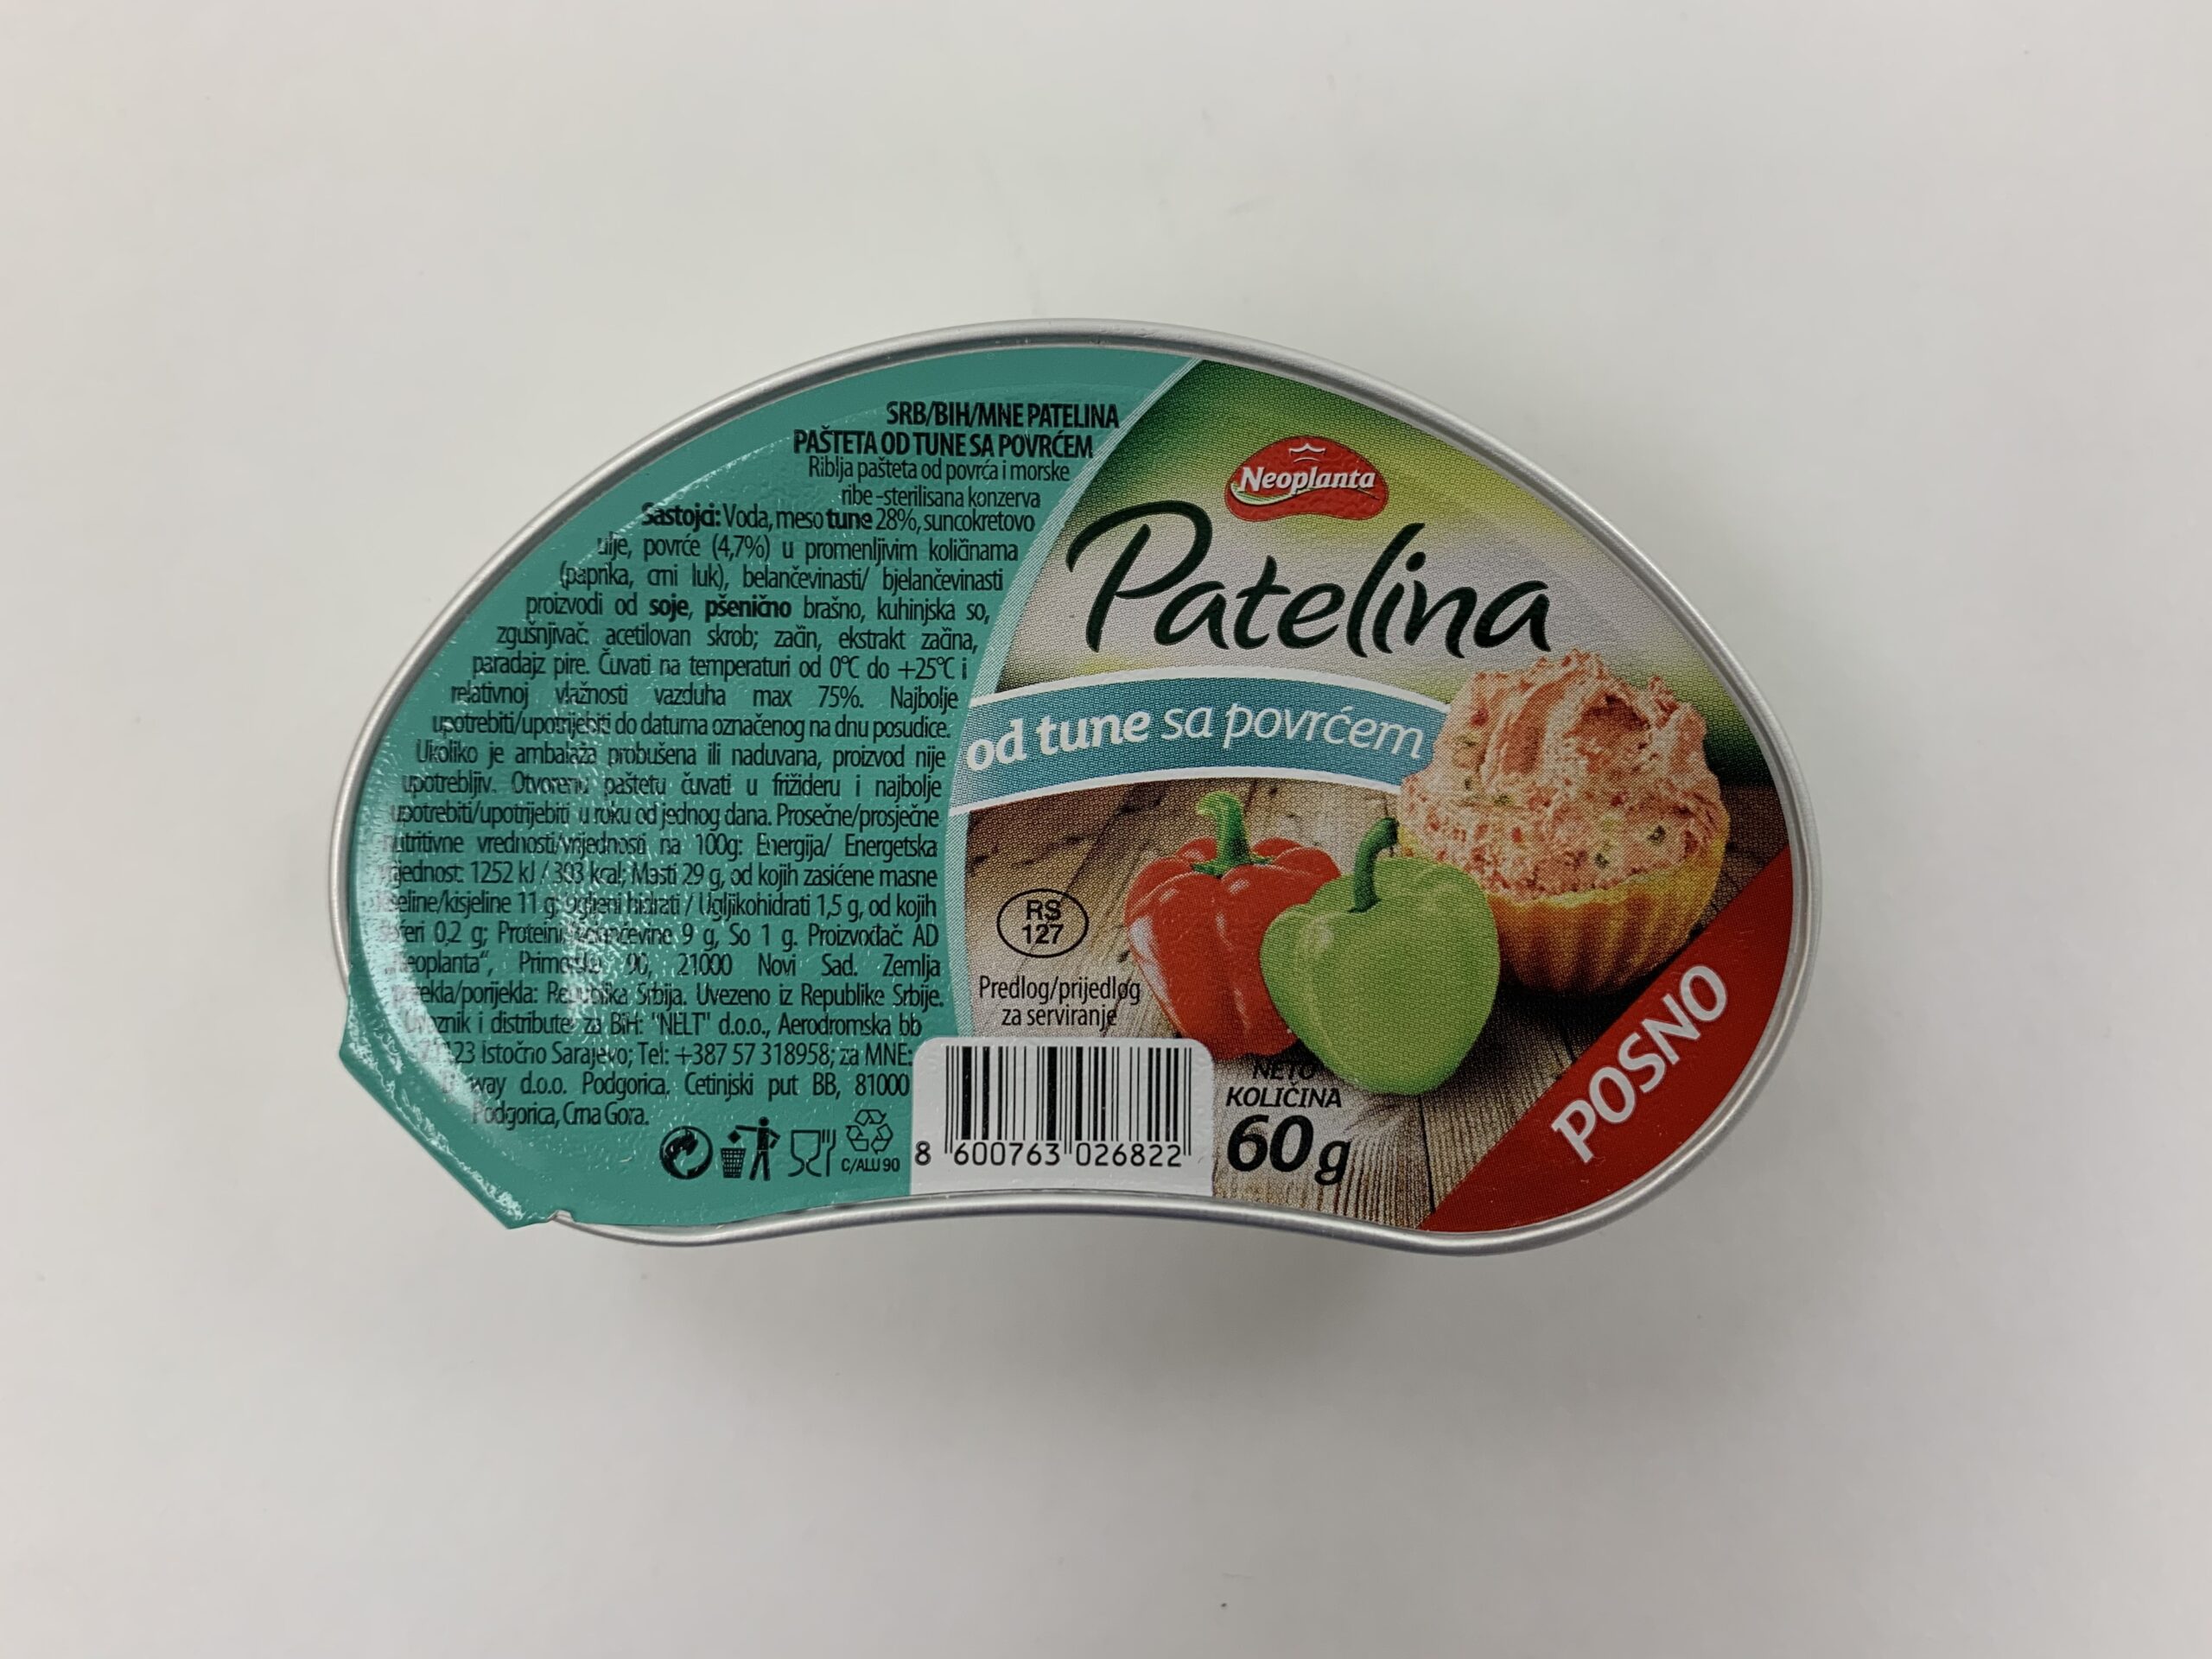 SRB/BIH/MNE PATELINA
PAŠTETA OD TUNE SA POVRĆEM
Riblja pašteta od povrća i morske
ribe -sterilisana konzerva
Sastojci: Voda, meso tune 28%, suncokretovo
ulje, povrće (4,7%) u promenljivim količinama
(paprika, crni luk), belančevinasti/ bjelančevinasti
proizvodi od soje, pšenično brašno, kuhinjska so,
zgušnjivač: acetilovan skrob; začin, ekstrakt začina,
paradajz pire. Čuvati na temperaturi od 0°C do +25°C i
relativnoj vlažnosti vazduha max 75%. Najbolje
upotrebiti/upotrijebiti do datuma označenog na dnu posudice.
Ukoliko je ambalaža probušena ili naduvana, proizvod nije
upotrebljiv. Otvorenu paštetu čuvati u frižideru i najbolje
upotrebiti/upotrijebiti u roku od jednog dana. Prosečne/prosječne
nutritivne vrednosti/vrijednosti na 100g: Energija/ Energetska
1252 kJ / 303 kcal; Masti 29 g, od kojih zasićene masne
kisjeline 11 g; Ugljeni hidrati / Ugljikohidrati 1,5 g, od kojih
0,2 g; Proteini 9 g, So 1 g. Proizvođač: AD
"Neoplanta", Primorska 90, 21000 Novi Sad. Zemlja
porekla/porijekla: Republika Srbija. Uvezeno iz Republike Srbije.
Uvoznik i distributer za BiH: "NELT" d.o.o., Aerodromska bb
Istočno Sarajevo; Tel: +387 57 318958; za MNE:
d.o.o. Podgorica, Cetinjski put BB, 81000
Podgorica, Crna Gora.
C/ALU 90
8 600763 026822
Neoplanta
Patelina
od tune sa povrćem
RS
127
Predlog/prijedlog
za serviranje
NETO
KOLIČINA
60g
POSNO